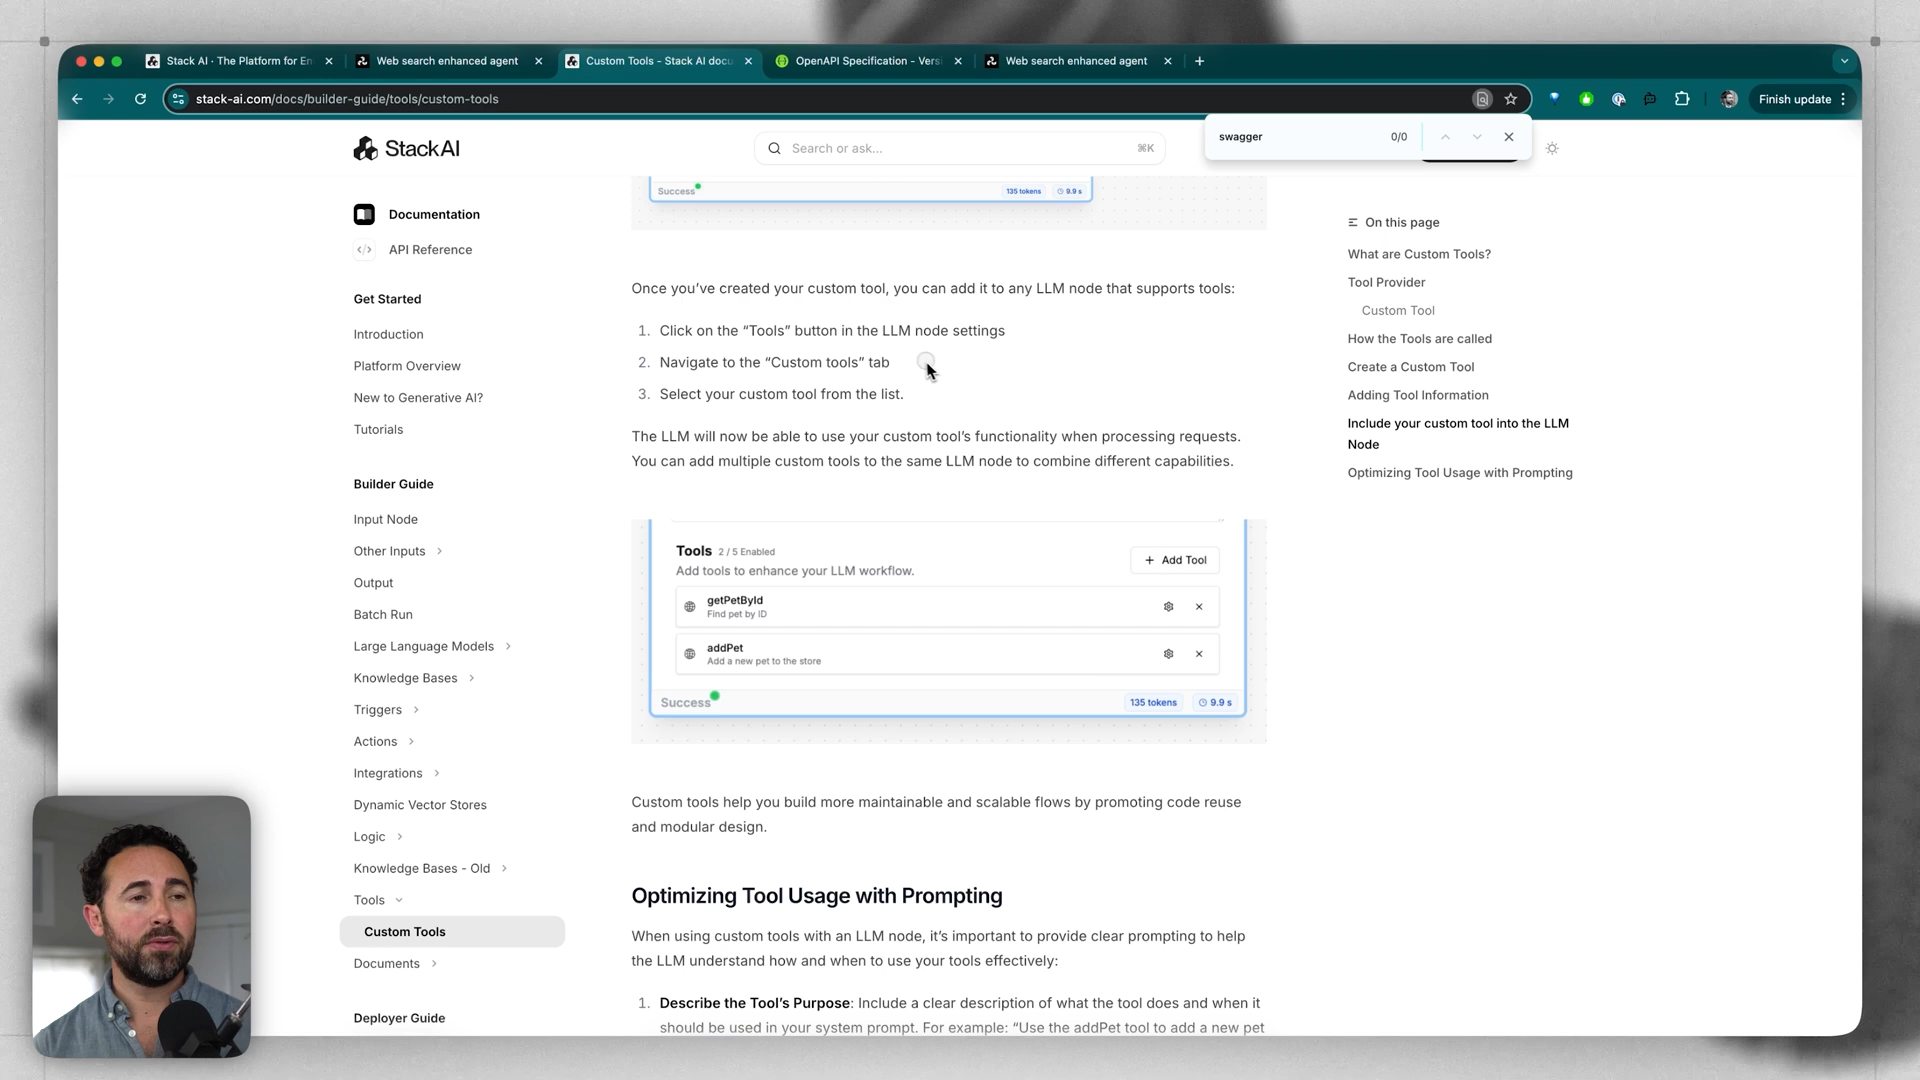 Stack AI · The Platform for En
Web search enhanced agent
Custom Tools - Stack AI docu
OpenAPI Specification - Versi
Web search enhanced agent
stack-ai.com/docs/builder-guide/tools/custom-tools
Finish update
swagger
0/0
StackAI
Search or ask...
⌘K
Documentation
API Reference
Get Started
Introduction
Platform Overview
New to Generative AI?
Tutorials
Builder Guide
Input Node
Other Inputs
Output
Batch Run
Large Language Models
Knowledge Bases
Triggers
Actions
Integrations
Dynamic Vector Stores
Logic
Knowledge Bases - Old
Tools
Custom Tools
Documents
Deployer Guide
Success
135 tokens
9.9 s
Once you’ve created your custom tool, you can add it to any LLM node that supports tools:
1. Click on the “Tools” button in the LLM node settings
2. Navigate to the “Custom tools” tab
3. Select your custom tool from the list.
The LLM will now be able to use your custom tool’s functionality when processing requests.
You can add multiple custom tools to the same LLM node to combine different capabilities.
Tools 2 / 5 Enabled
Add tools to enhance your LLM workflow.
+ Add Tool
getPetById
Find pet by ID
addPet
Add a new pet to the store
Success
135 tokens
9.9 s
Custom tools help you build more maintainable and scalable flows by promoting code reuse
and modular design.
Optimizing Tool Usage with Prompting
When using custom tools with an LLM node, it’s important to provide clear prompting to help
the LLM understand how and when to use your tools effectively:
1. Describe the Tool’s Purpose: Include a clear description of what the tool does and when it
should be used in your system prompt. For example: “Use the addPet tool to add a new pet
On this page
What are Custom Tools?
Tool Provider
Custom Tool
How the Tools are called
Create a Custom Tool
Adding Tool Information
Include your custom tool into the LLM
Node
Optimizing Tool Usage with Prompting